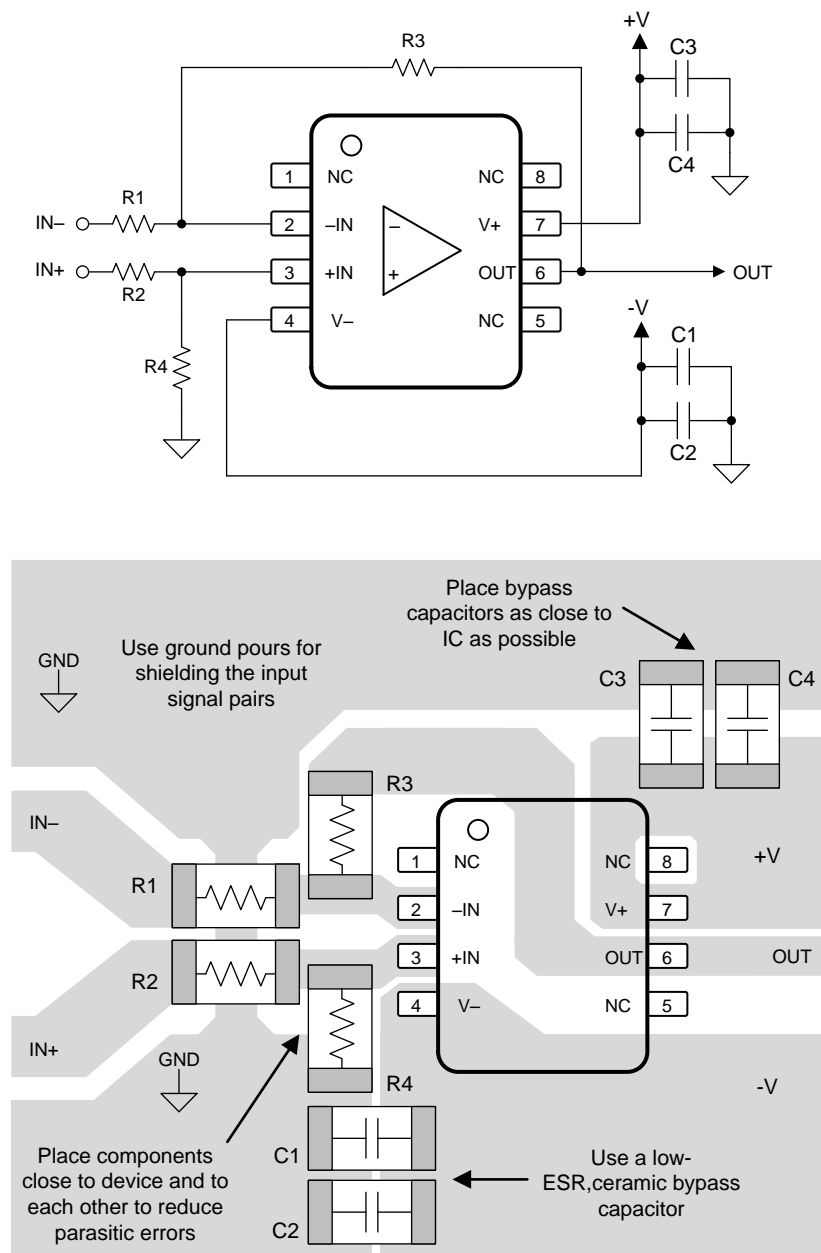 +V
R3
C3
C4
1
NC
NC
8
R1
IN–
2
–IN
–
V+
7
IN+
R2
3
+IN
+
OUT
6
OUT
4
V–
NC
5
-V
C1
R4
C2
Place bypass
capacitors as close to
IC as possible
Use ground pours for
shielding the input
signal pairs
GND
C3
C4
R3
IN–
1
NC
NC
8
+V
R1
2
–IN
V+
7
R2
3
+IN
OUT
6
OUT
4
V–
NC
5
IN+
GND
R4
-V
Place components
close to device and to
each other to reduce
parasitic errors
C1
C2
Use a low-
ESR,ceramic bypass
capacitor